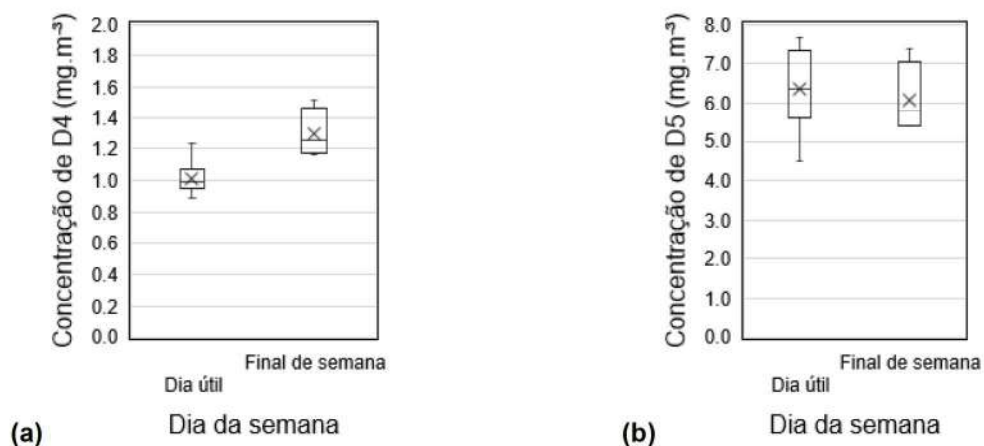 Concentração de D4 (mg.m⁻³)
2.0
1.8
1.6
1.4
1.2
1.0
0.8
0.6
0.4
0.2
0.0
Final de semana
Dia útil
Dia da semana
(a)
Concentração de D5 (mg.m⁻³)
8.0
7.0
6.0
5.0
4.0
3.0
2.0
1.0
0.0
Final de semana
Dia útil
Dia da semana
(b)